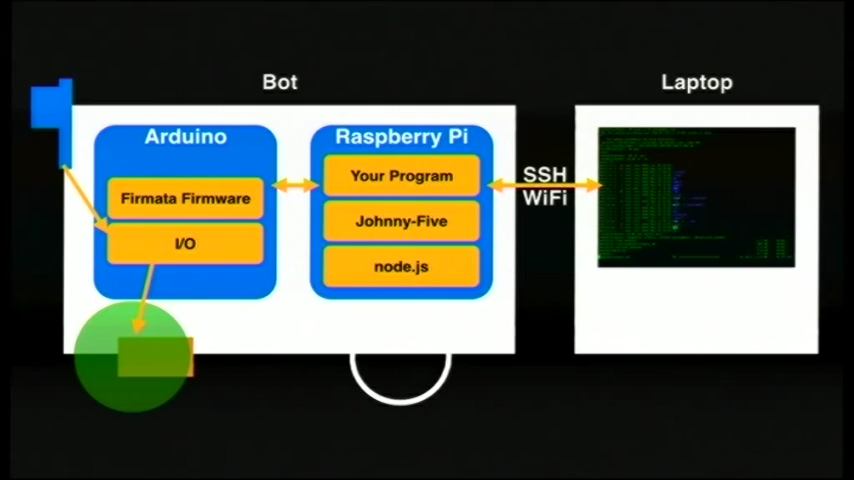 Bot
Laptop
Arduino
Raspberry Pi
Firmata Firmware
I/O
Your Program
Johnny-Five
node.js
SSH
WiFi